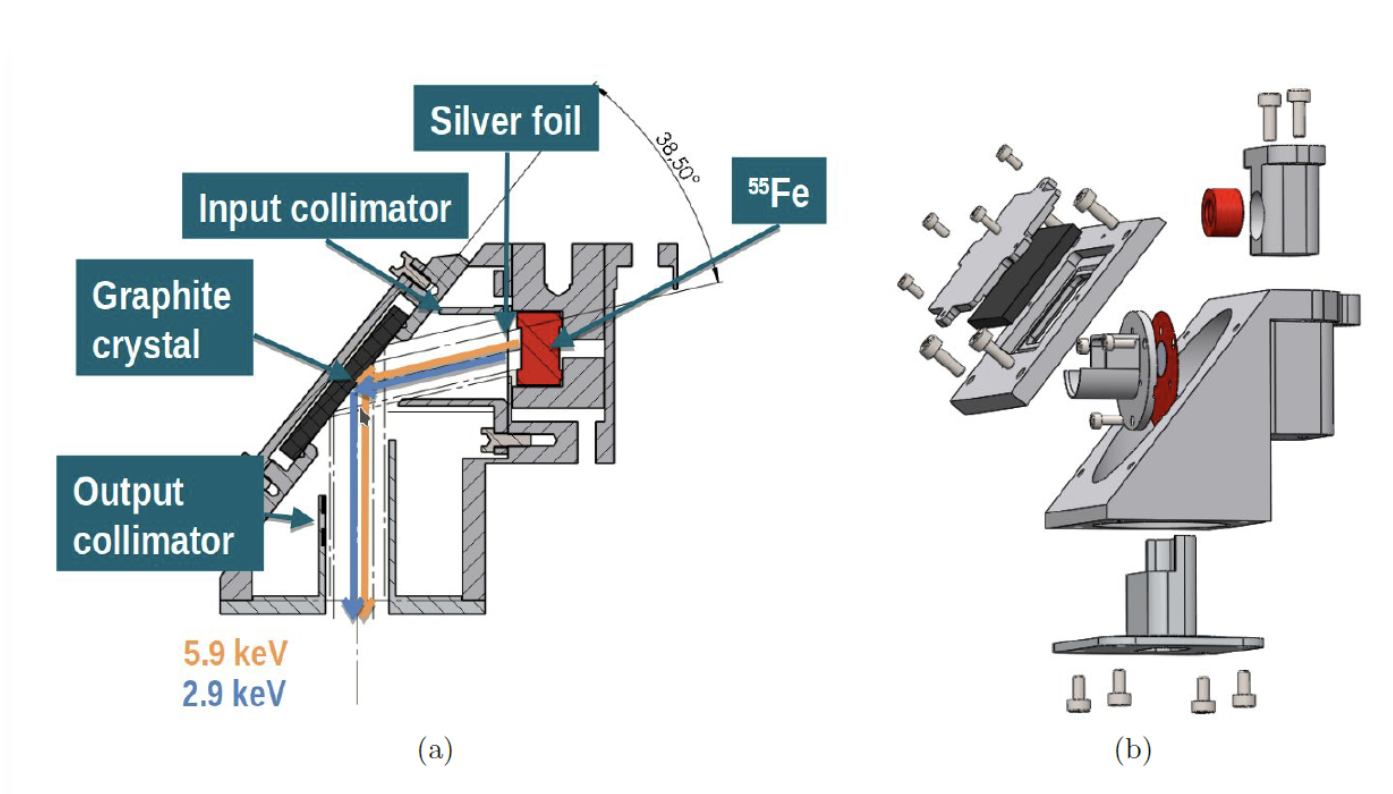 Silver foil
38,50°
⁵⁵Fe
Input collimator
Graphite
crystal
Output
collimator
5.9 keV
2.9 keV
(a)
(b)